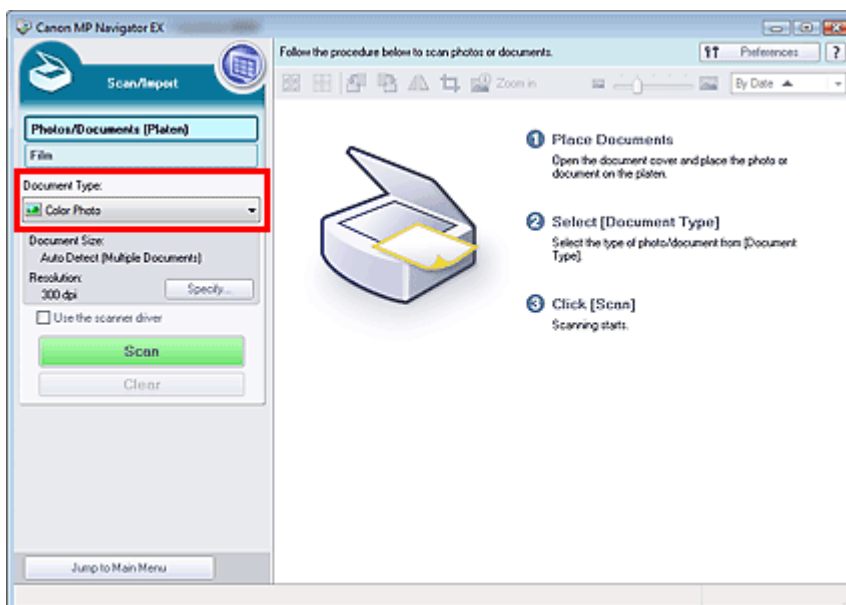 Canon MP Navigator EX
Scan/Import
Follow the procedure below to scan photos or documents.
Preferences
?
Zoom in
By Date
Photos/Documents (Platen)
Film
Document Type:
Color Photo
Document Size:
Auto Detect (Multiple Documents)
Resolution:
300 dpi
Specify...
Use the scanner driver
Scan
Clear
Jump to Main Menu
1 Place Documents
Open the document cover and place the photo or
document on the platen.
2 Select [Document Type]
Select the type of photo/document from [Document
Type].
3 Click [Scan]
Scanning starts.